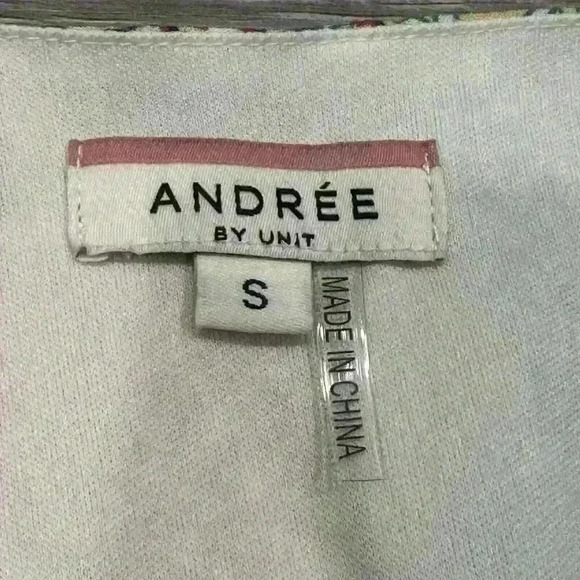 ANDRÉE
BY UNIT
S
MADE IN CHINA